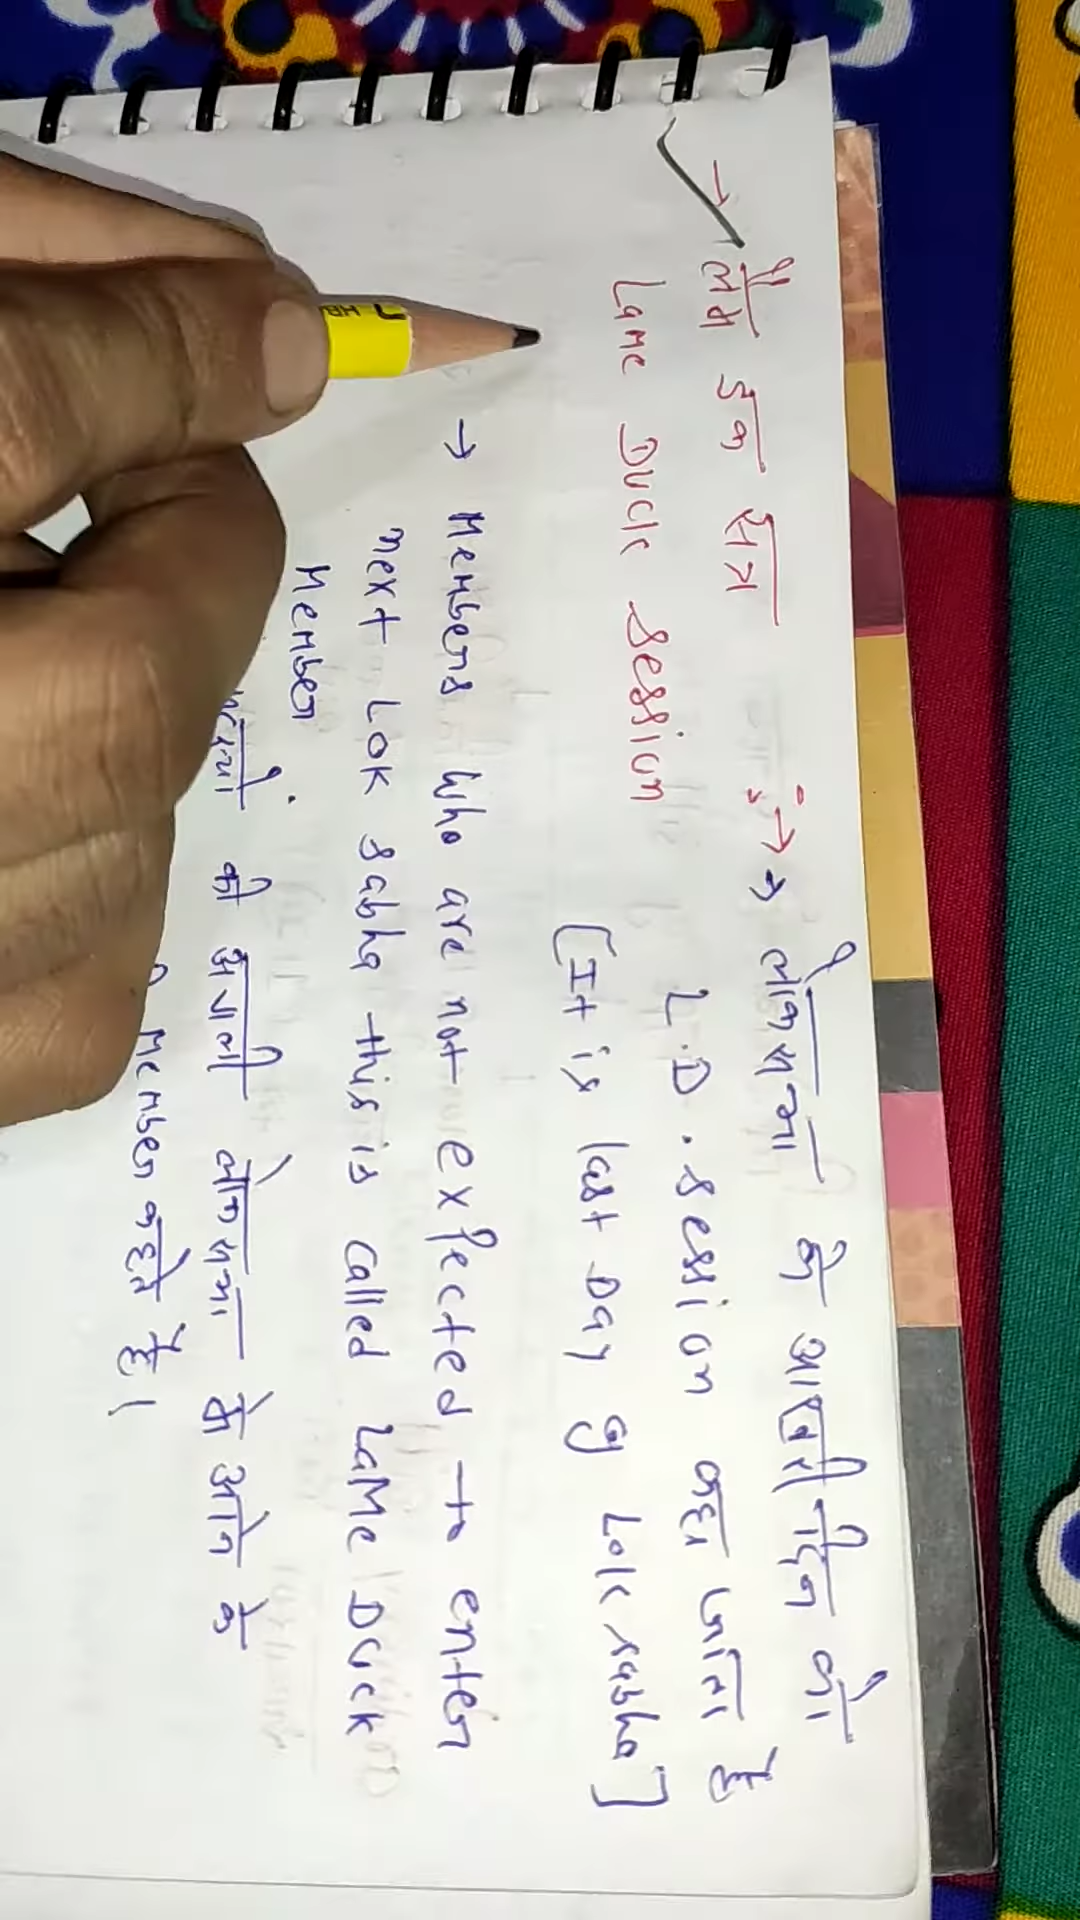 → लेम डक सत्र :→ → लोकसभा के आखरी दिन को
Lame Duck Session L.D. Session कहा जाता है
[It is last Day of Lok sabha]
→ Members who are not expected to enter
next Lok Sabha this is called Lame Duck
Member
की अगली लोकसभा मे आने के
Member कहते है।
HB